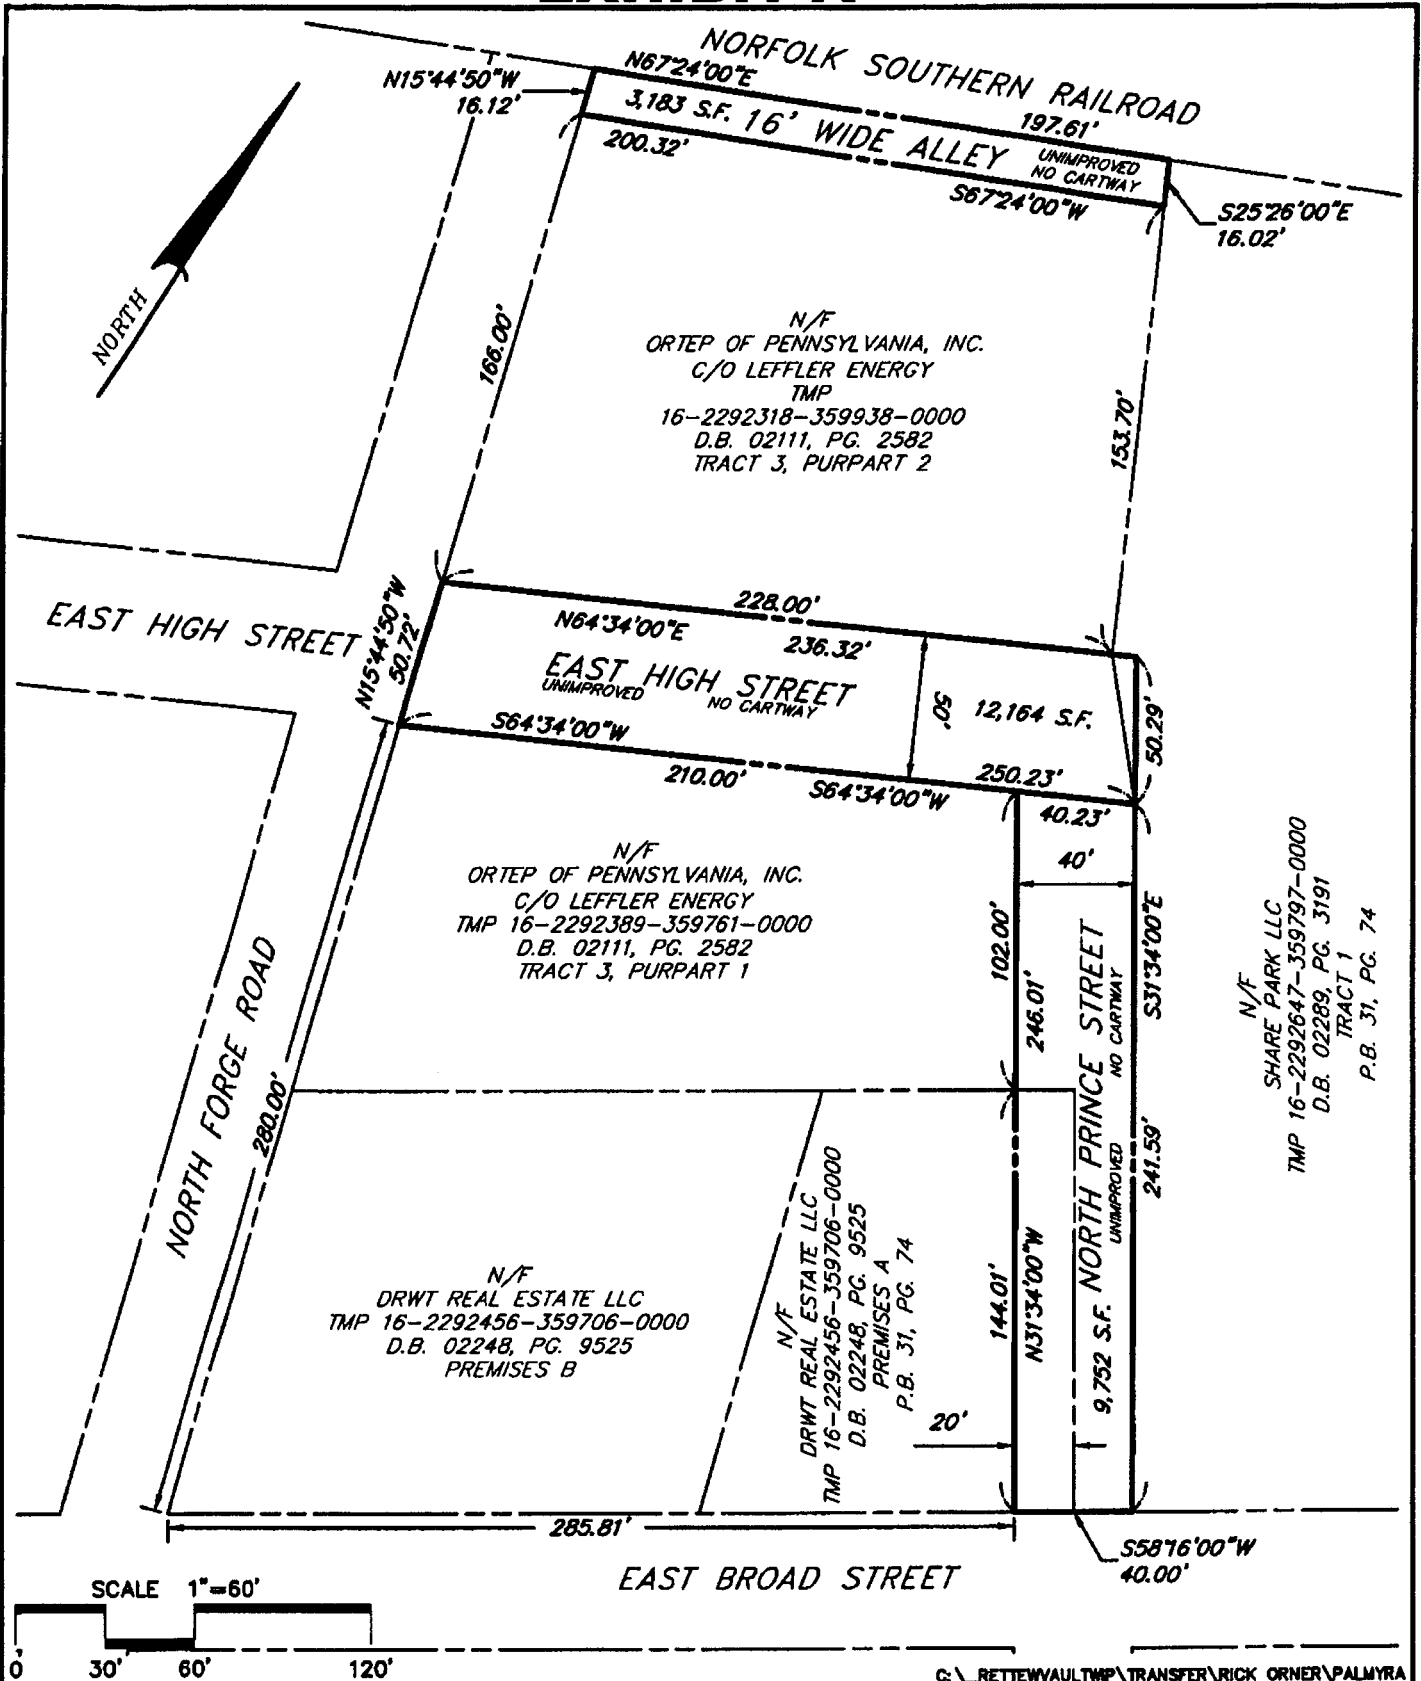 NORFOLK SOUTHERN RAILROAD
N67°24'00"E
197.61'
N15°44'50"W
16.12'
3,183 S.F.
16' WIDE ALLEY
UNIMPROVED
NO CARTWAY
200.32'
S67°24'00"W
S25°26'00"E
16.02'
NORTH
166.00'
N/F
ORTEP OF PENNSYLVANIA, INC.
C/O LEFFLER ENERGY
TMP
16-2292318-359938-0000
D.B. 02111, PG. 2582
TRACT 3, PURPART 2
153.70'
EAST HIGH STREET
N15°44'50"W
50.72'
228.00'
N64°34'00"E
236.32'
EAST HIGH STREET
UNIMPROVED
NO CARTWAY
50'
12,164 S.F.
50.29'
S64°34'00"W
210.00'
S64°34'00"W
250.23'
40.23'
40'
N/F
ORTEP OF PENNSYLVANIA, INC.
C/O LEFFLER ENERGY
TMP 16-2292389-359761-0000
D.B. 02111, PG. 2582
TRACT 3, PURPART 1
102.00'
246.01'
NORTH PRINCE STREET
UNIMPROVED
NO CARTWAY
S31°34'00"E
241.59'
N/F
SHARE PARK LLC
TMP 16-2292647-359797-0000
D.B. 02289, PG. 3191
TRACT 1
P.B. 31, PG. 74
NORTH FORGE ROAD
280.00'
N/F
DRWT REAL ESTATE LLC
TMP 16-2292456-359706-0000
D.B. 02248, PG. 9525
PREMISES B
N/F
DRWT REAL ESTATE LLC
TMP 16-2292456-359706-0000
D.B. 02248, PG. 9525
PREMISES A
P.B. 31, PG. 74
144.01'
N31°34'00"W
9,752 S.F.
20'
285.81'
S58°16'00"W
40.00'
EAST BROAD STREET
SCALE 1"=60'
0' 30' 60' 120'
C:\_RETTEWVAULTWP\TRANSFER\RICK ORNER\PALMYRA